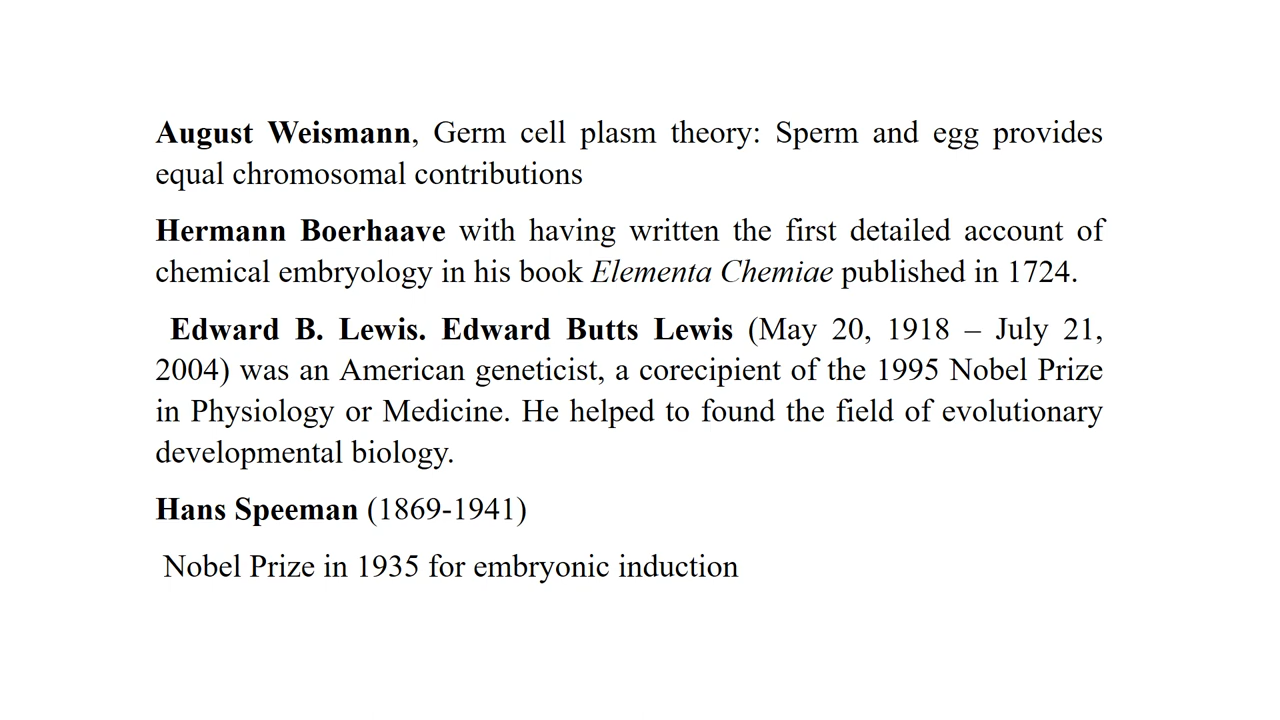 August Weismann, Germ cell plasm theory: Sperm and egg provides
equal chromosomal contributions
Hermann Boerhaave with having written the first detailed account of
chemical embryology in his book Elementa Chemiae published in 1724.
Edward B. Lewis. Edward Butts Lewis (May 20, 1918 – July 21,
2004) was an American geneticist, a corecipient of the 1995 Nobel Prize
in Physiology or Medicine. He helped to found the field of evolutionary
developmental biology.
Hans Speeman (1869-1941)
Nobel Prize in 1935 for embryonic induction